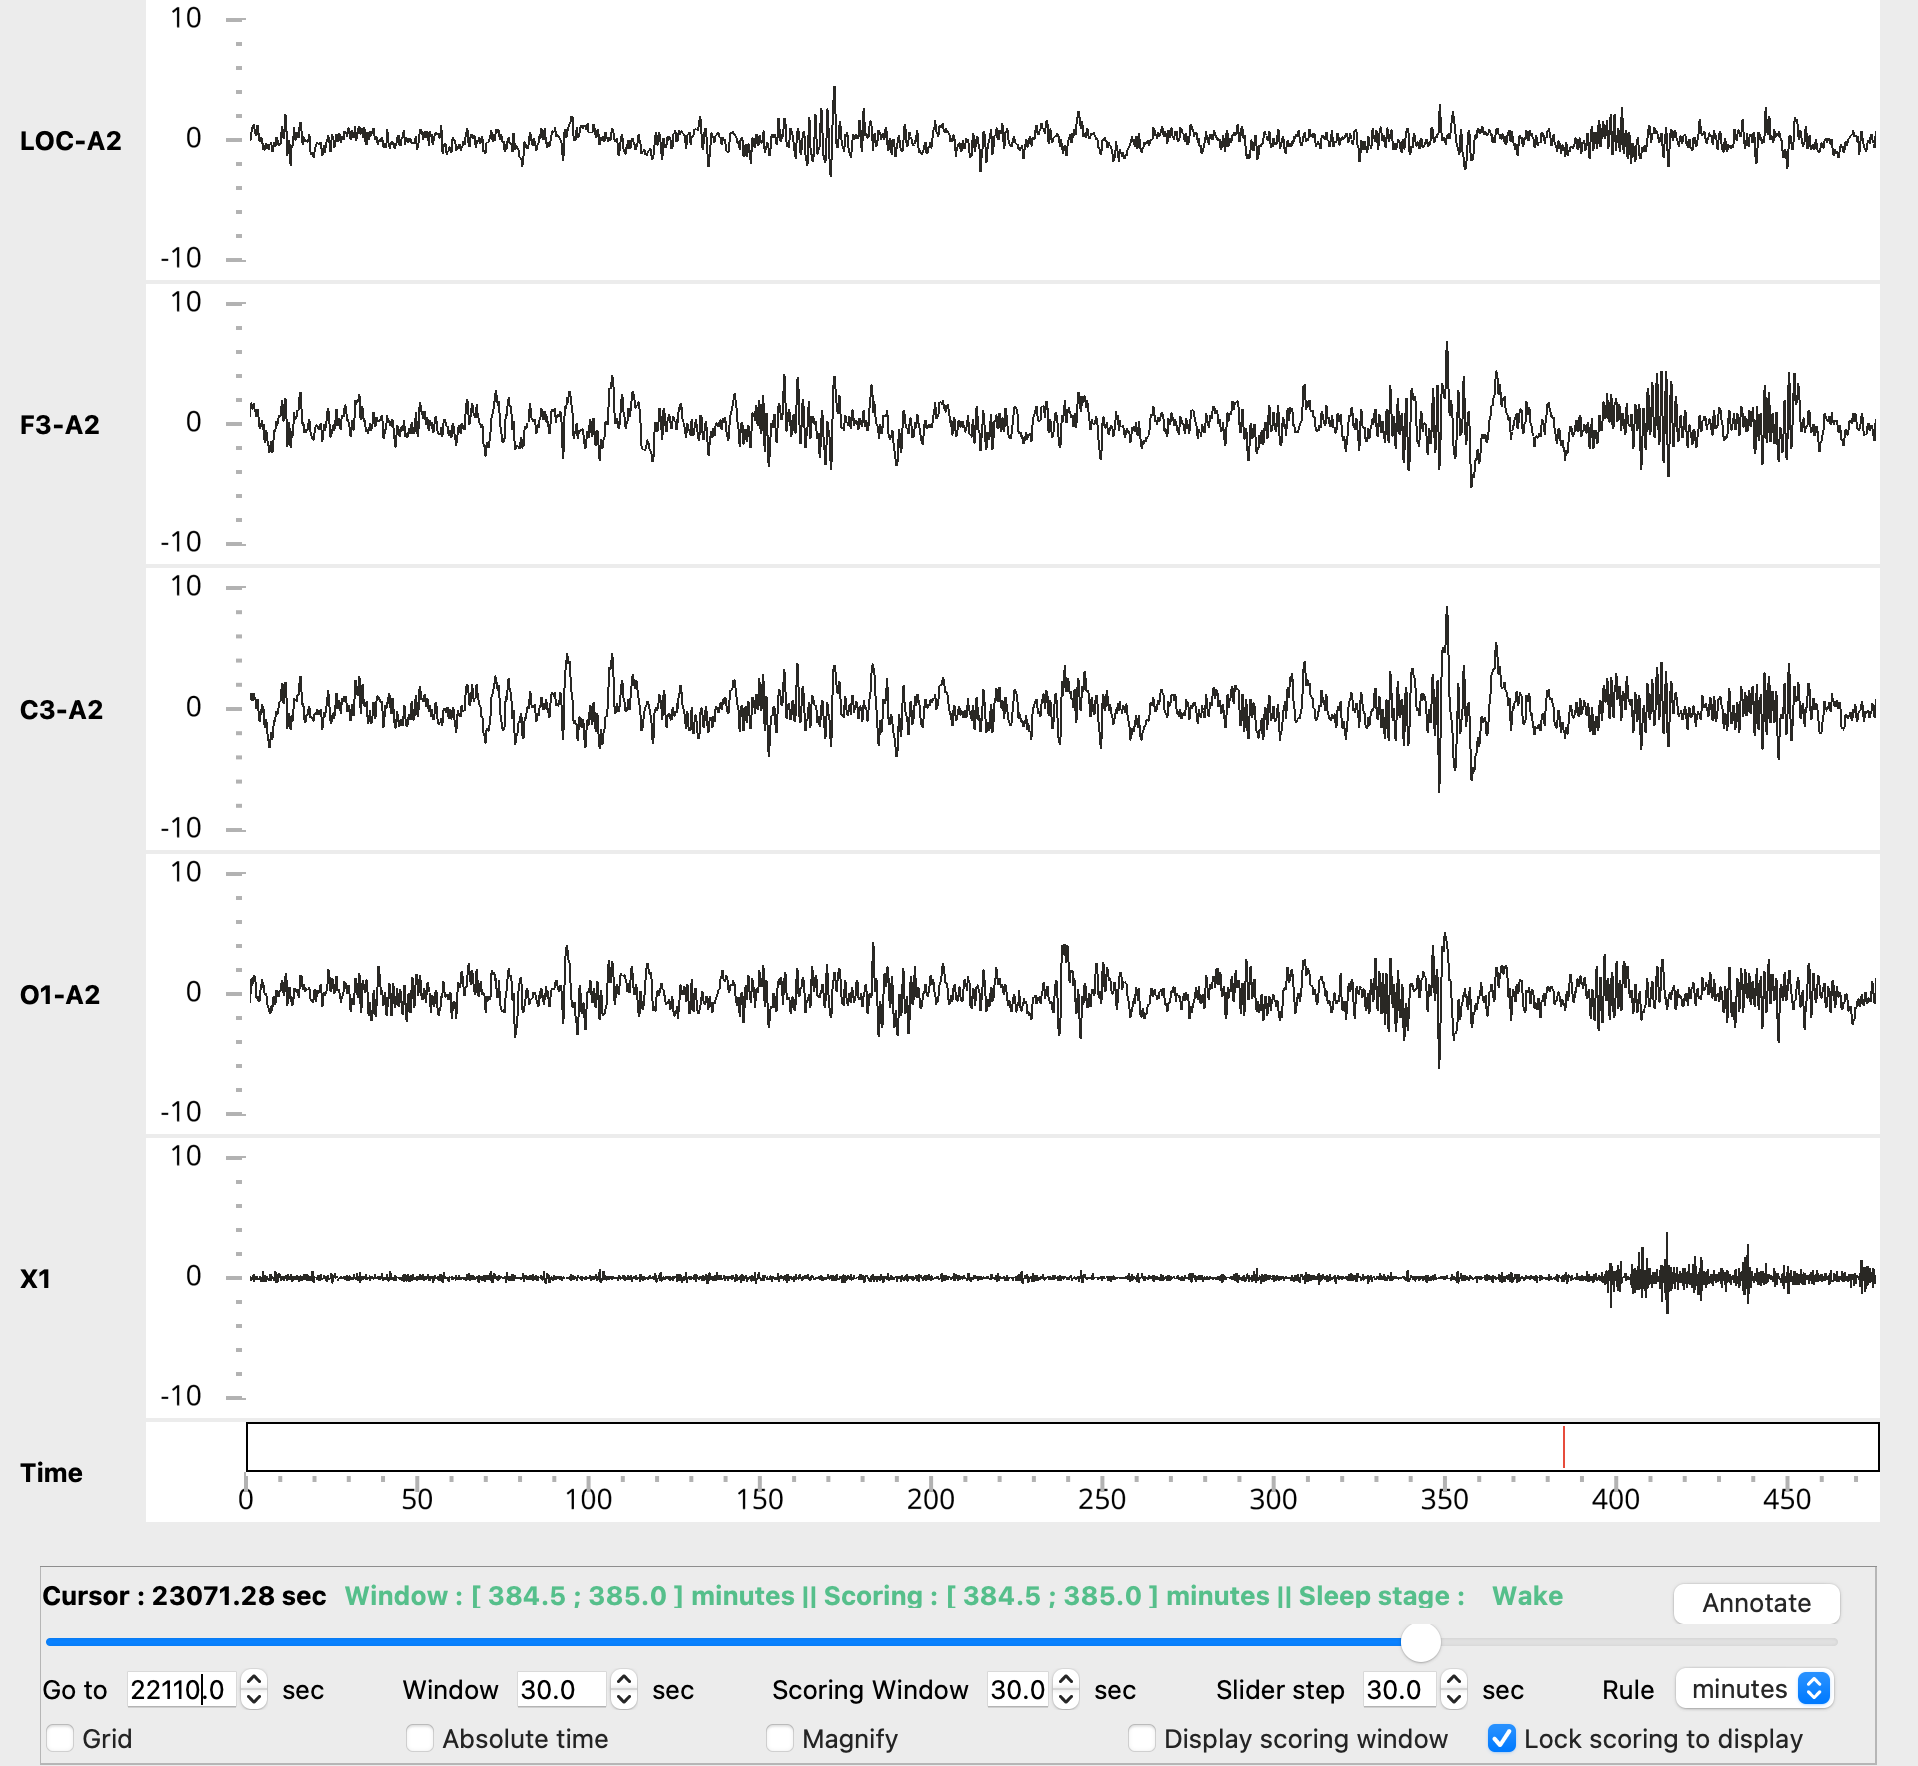 10
LOC-A2 0
-10
10
F3-A2 0
-10
10
C3-A2 0
-10
10
O1-A2 0
-10
10
X1 0
-10
Time
0 50 100 150 200 250 300 350 400 450
Cursor : 23071.28 sec Window : [ 384.5 ; 385.0 ] minutes || Scoring : [ 384.5 ; 385.0 ] minutes || Sleep stage : Wake Annotate
Go to 22110.0 sec Window 30.0 sec Scoring Window 30.0 sec Slider step 30.0 sec Rule minutes
Grid Absolute time Magnify Display scoring window Lock scoring to display